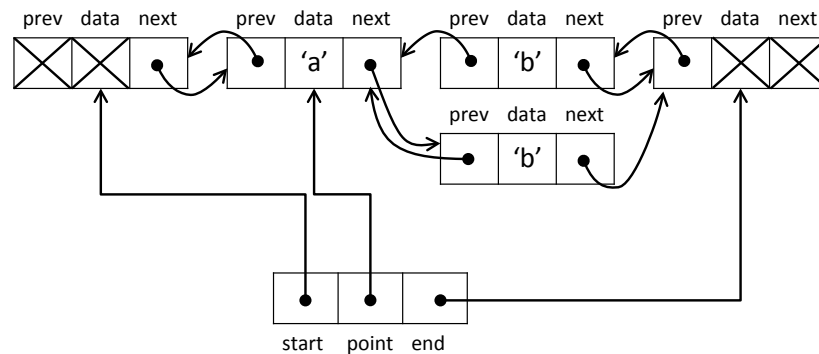 prev data next prev data next prev data next prev data next
‘a’ ‘b’
prev data next
‘b’
start point end